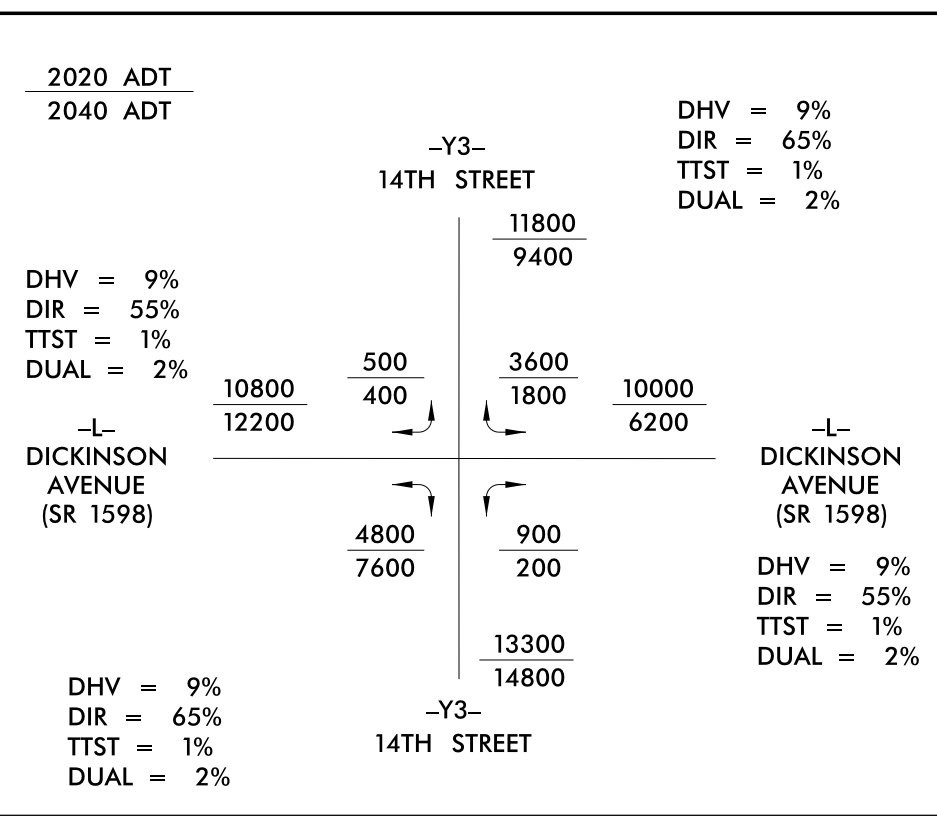 2020 ADT
2040 ADT
DHV = 9%
DIR = 65%
TTST = 1%
DUAL = 2%
–Y3–
14TH STREET
11800
9400
DHV = 9%
DIR = 55%
TTST = 1%
DUAL = 2%
10800
12200
500
400
3600
1800
10000
6200
–L–
DICKINSON
AVENUE
(SR 1598)
–L–
DICKINSON
AVENUE
(SR 1598)
4800
7600
900
200
DHV = 9%
DIR = 55%
TTST = 1%
DUAL = 2%
13300
14800
–Y3–
14TH STREET
DHV = 9%
DIR = 65%
TTST = 1%
DUAL = 2%